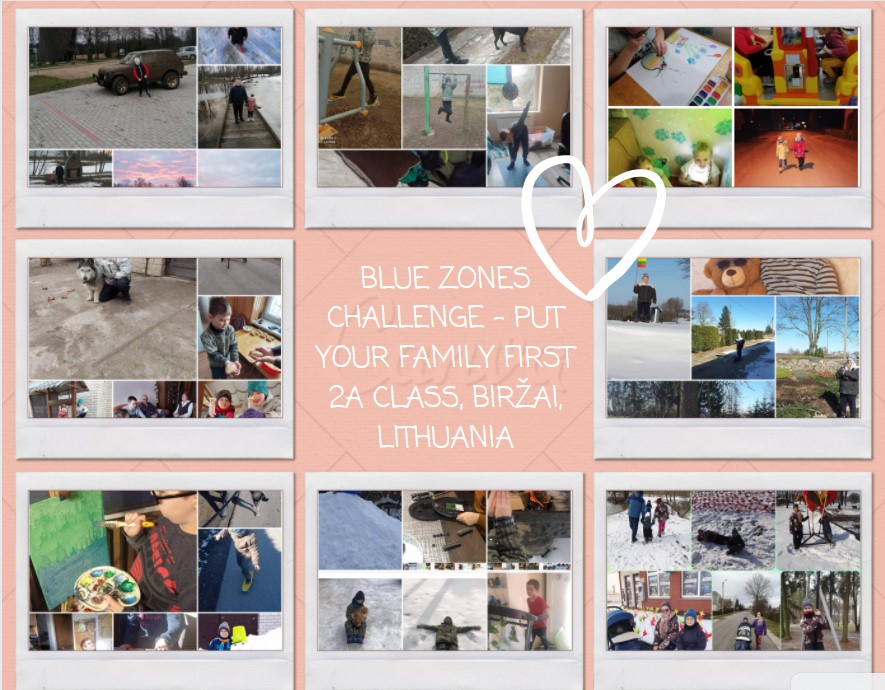 BLUE ZONES
CHALLENGE - PUT
YOUR FAMILY FIRST
2A CLASS, BIRŽAI,
LITHUANIA